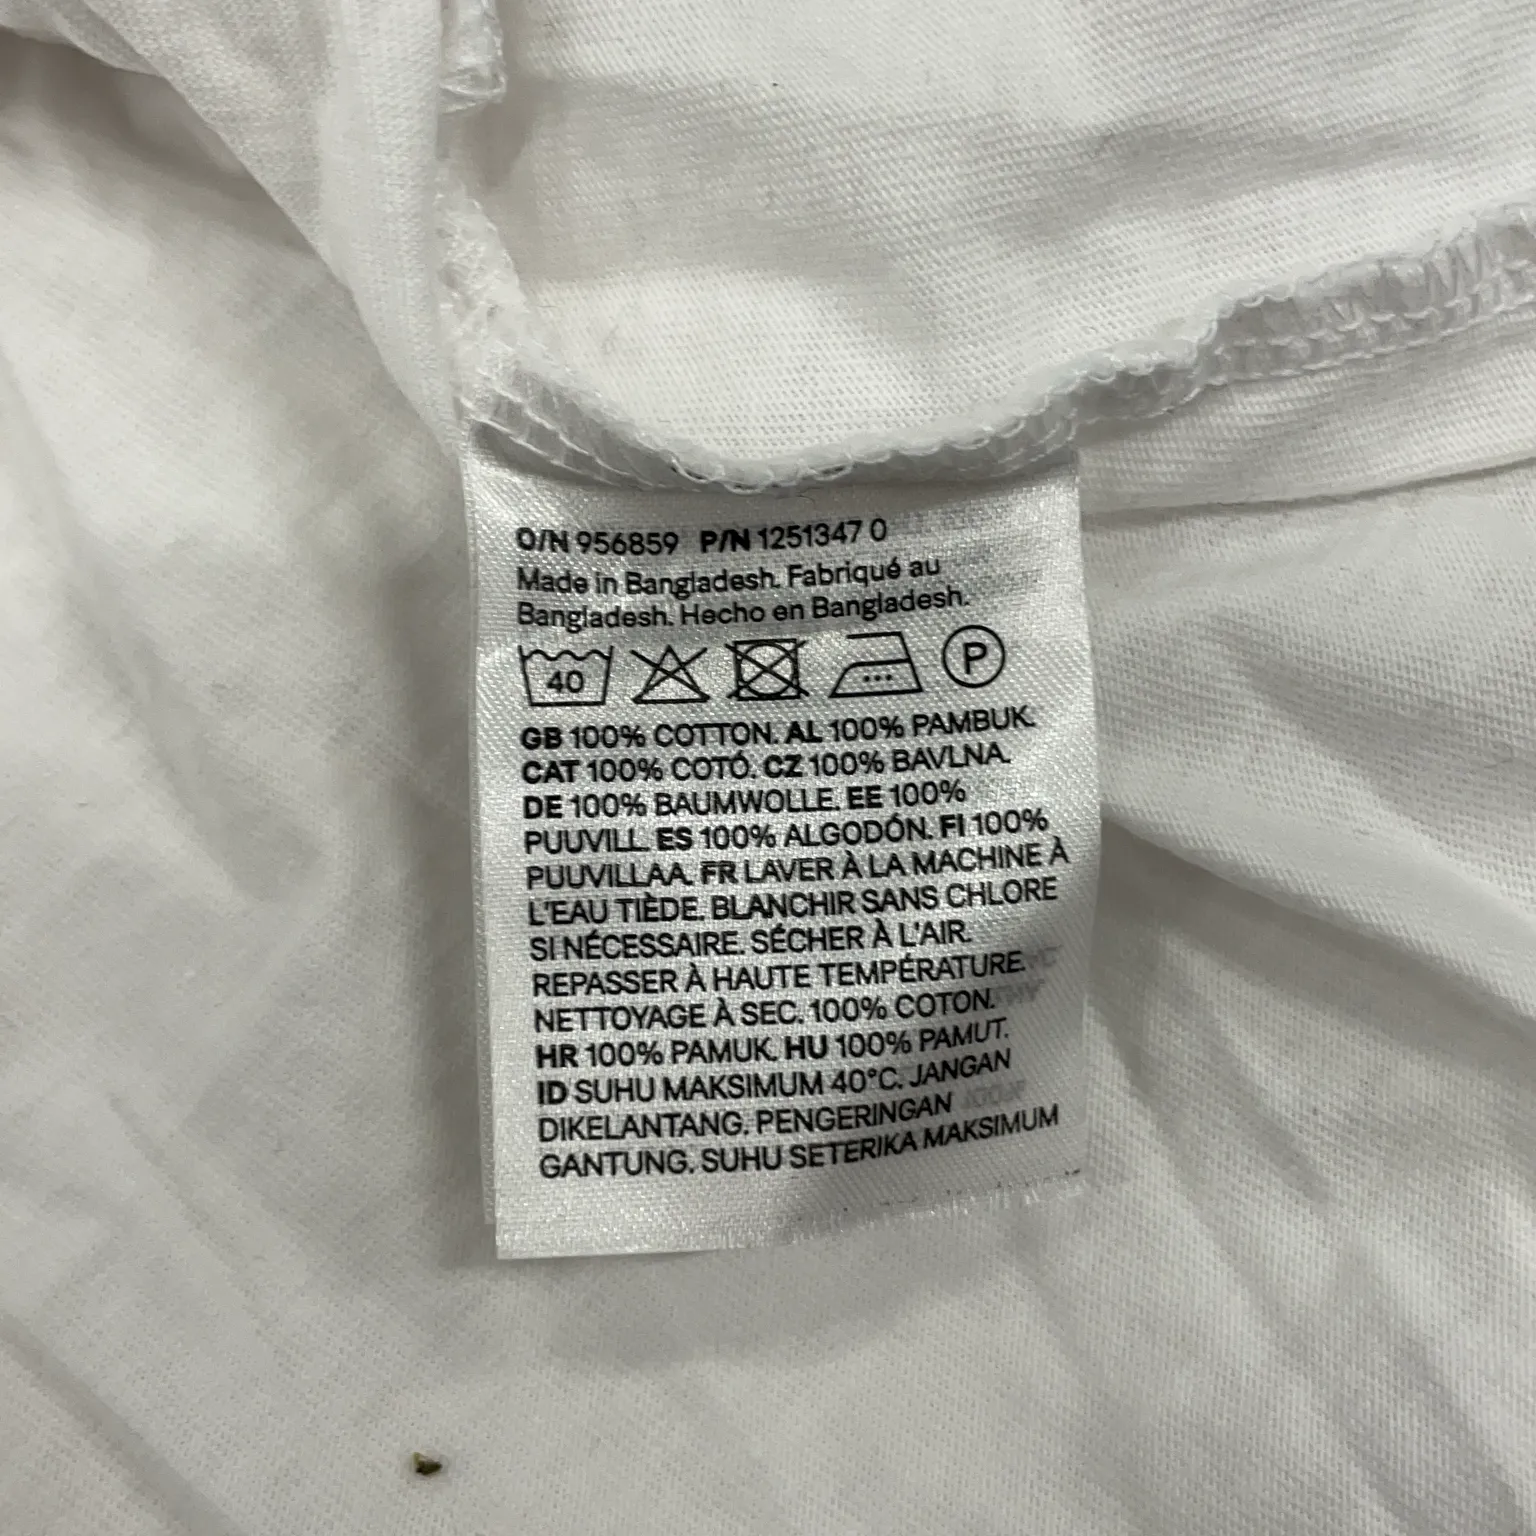 O/N 956859 P/N 1251347 0
Made in Bangladesh. Fabriqué au
Bangladesh. Hecho en Bangladesh.
40 P
GB 100% COTTON. AL 100% PAMBUK.
CAT 100% COTÓ. CZ 100% BAVLNA.
DE 100% BAUMWOLLE. EE 100%
PUUVILL. ES 100% ALGODÓN. FI 100%
PUUVILLAA. FR LAVER À LA MACHINE À
L'EAU TIÈDE. BLANCHIR SANS CHLORE
SI NÉCESSAIRE. SÉCHER À L'AIR.
REPASSER À HAUTE TEMPÉRATURE.
NETTOYAGE À SEC. 100% COTON.
HR 100% PAMUK. HU 100% PAMUT.
ID SUHU MAKSIMUM 40°C. JANGAN
DIKELANTANG. PENGERINGAN
GANTUNG. SUHU SETERIKA MAKSIMUM